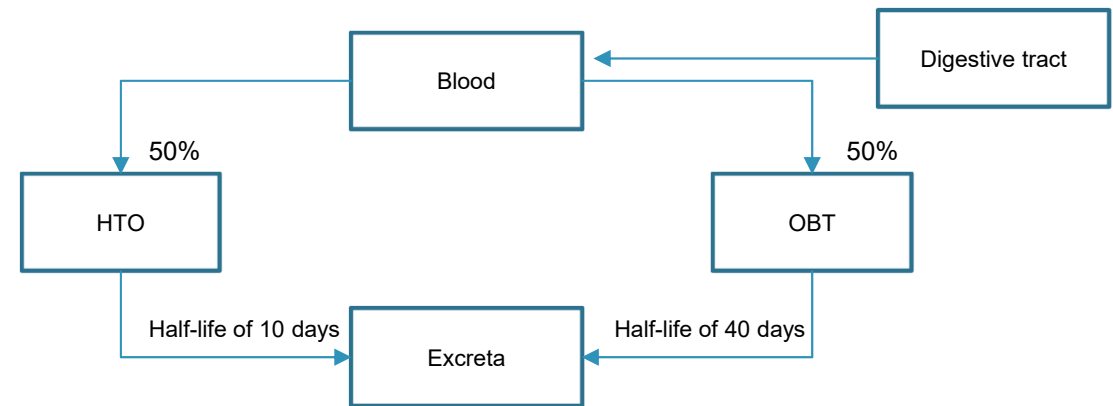 Digestive tract
Blood
50%
50%
HTO
OBT
Half-life of 10 days
Half-life of 40 days
Excreta